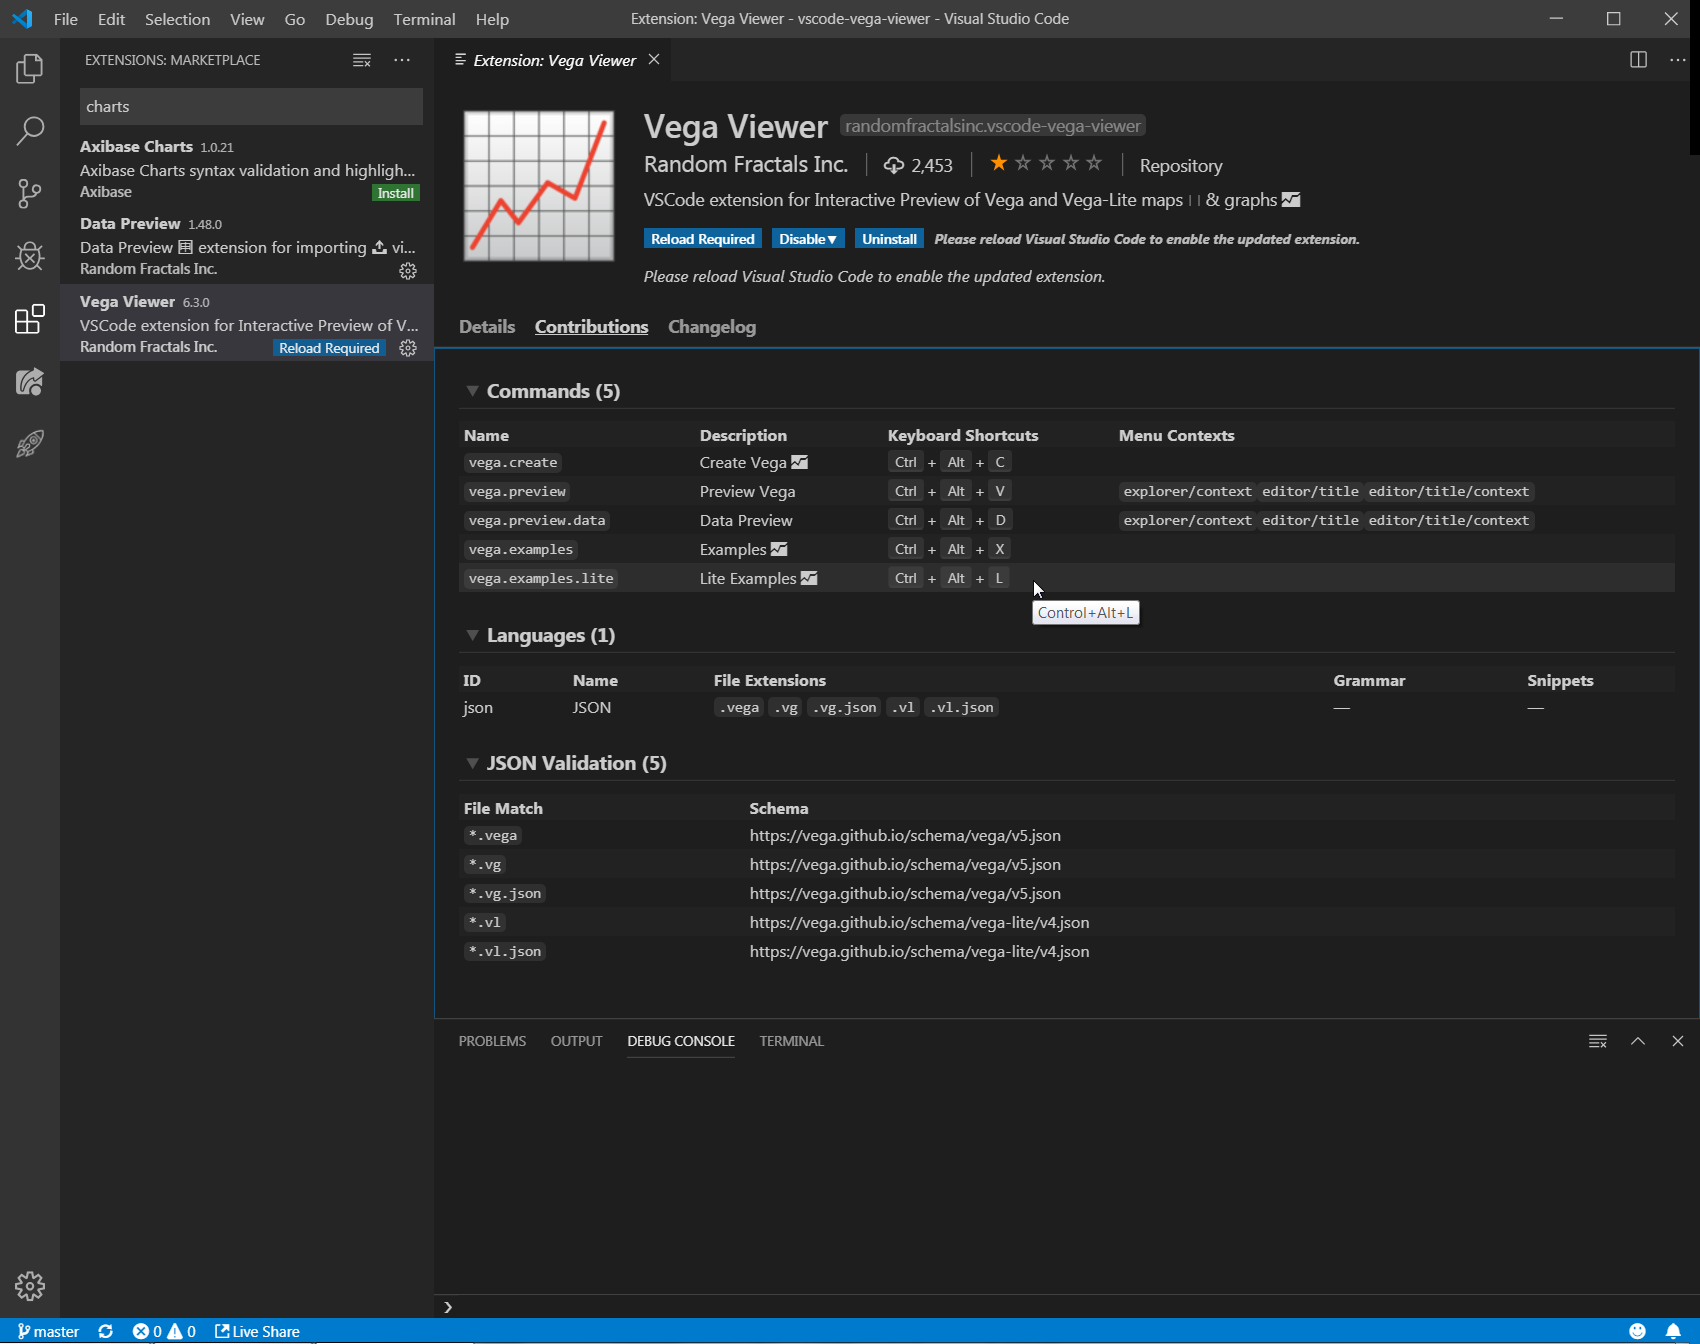 File Edit Selection View Go Debug Terminal Help
Extension: Vega Viewer - vscode-vega-viewer - Visual Studio Code
EXTENSIONS: MARKETPLACE
charts
Axibase Charts 1.0.21
Axibase Charts syntax validation and highligh...
Axibase Install
Data Preview 1.48.0
Data Preview extension for importing vi...
Random Fractals Inc.
Vega Viewer 6.3.0
VSCode extension for Interactive Preview of V...
Random Fractals Inc. Reload Required
Extension: Vega Viewer
Vega Viewer randomfractalsinc.vscode-vega-viewer
Random Fractals Inc. 2,453 Repository
VSCode extension for Interactive Preview of Vega and Vega-Lite maps & graphs
Reload Required Disable▼ Uninstall Please reload Visual Studio Code to enable the updated extension.
Please reload Visual Studio Code to enable the updated extension.
Details Contributions Changelog
Commands (5)
Name Description Keyboard Shortcuts Menu Contexts
vega.create Create Vega Ctrl + Alt + C
vega.preview Preview Vega Ctrl + Alt + V explorer/context editor/title editor/title/context
vega.preview.data Data Preview Ctrl + Alt + D explorer/context editor/title editor/title/context
vega.examples Examples Ctrl + Alt + X
vega.examples.lite Lite Examples Ctrl + Alt + L
Control+Alt+L
Languages (1)
ID Name File Extensions Grammar Snippets
json JSON .vega .vg .vg.json .vl .vl.json — —
JSON Validation (5)
File Match Schema
*.vega https://vega.github.io/schema/vega/v5.json
*.vg https://vega.github.io/schema/vega/v5.json
*.vg.json https://vega.github.io/schema/vega/v5.json
*.vl https://vega.github.io/schema/vega-lite/v4.json
*.vl.json https://vega.github.io/schema/vega-lite/v4.json
PROBLEMS OUTPUT DEBUG CONSOLE TERMINAL
master 0 0 Live Share